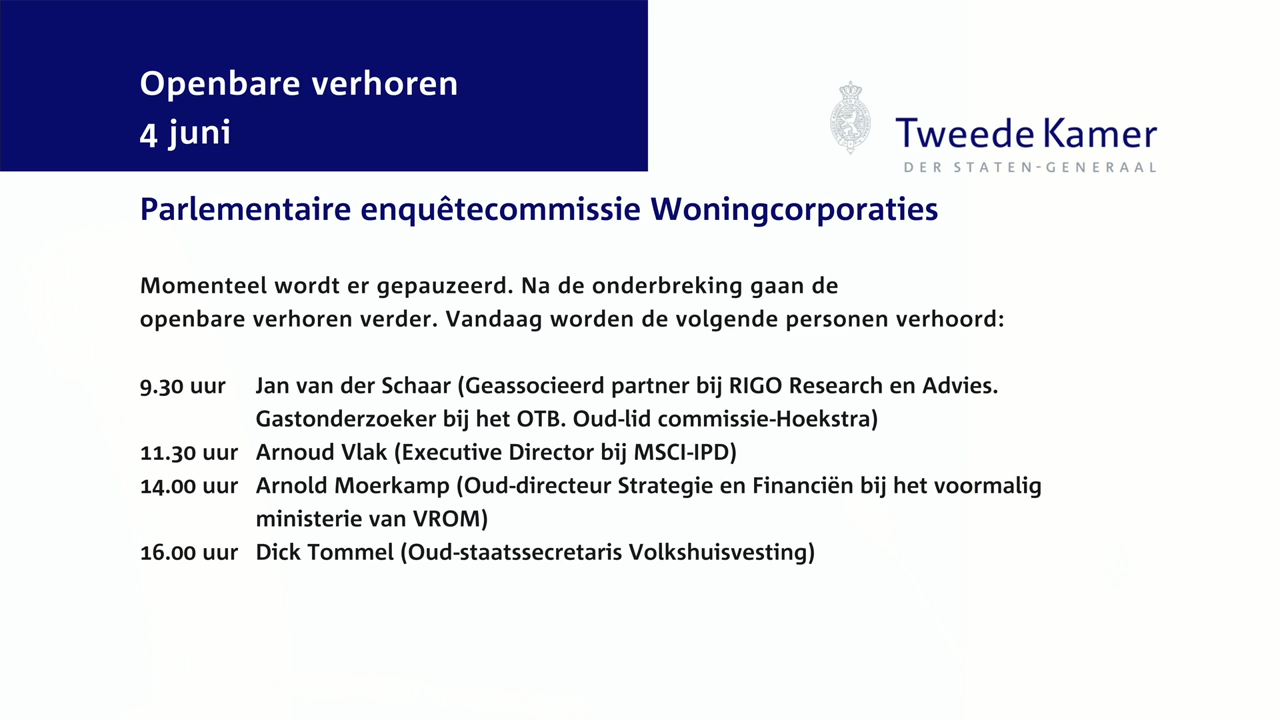 Openbare verhoren
4 juni
Tweede Kamer
DER STATEN-GENERAAL
Parlementaire enquêtecommissie Woningcorporaties
Momenteel wordt er gepauzeerd. Na de onderbreking gaan de
openbare verhoren verder. Vandaag worden de volgende personen verhoord:
9.30 uur Jan van der Schaar (Geassocieerd partner bij RIGO Research en Advies.
Gastonderzoeker bij het OTB. Oud-lid commissie-Hoekstra)
11.30 uur Arnoud Vlak (Executive Director bij MSCI-IPD)
14.00 uur Arnold Moerkamp (Oud-directeur Strategie en Financiën bij het voormalig
ministerie van VROM)
16.00 uur Dick Tommel (Oud-staatssecretaris Volkshuisvesting)